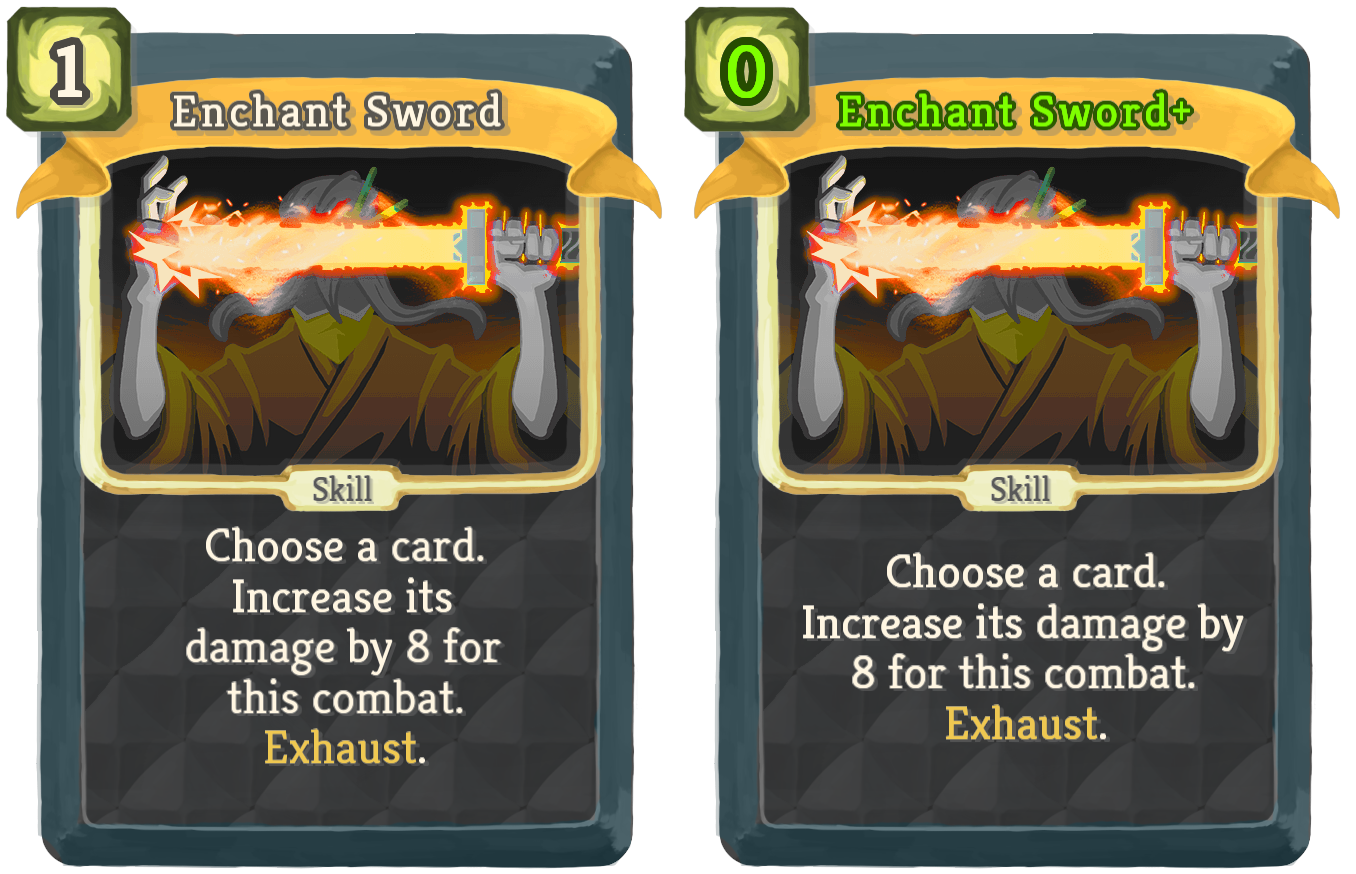 1
Enchant Sword
Skill
Choose a card.
Increase its
damage by 8 for
this combat.
Exhaust.
0
Enchant Sword+
Skill
Choose a card.
Increase its damage by
8 for this combat.
Exhaust.